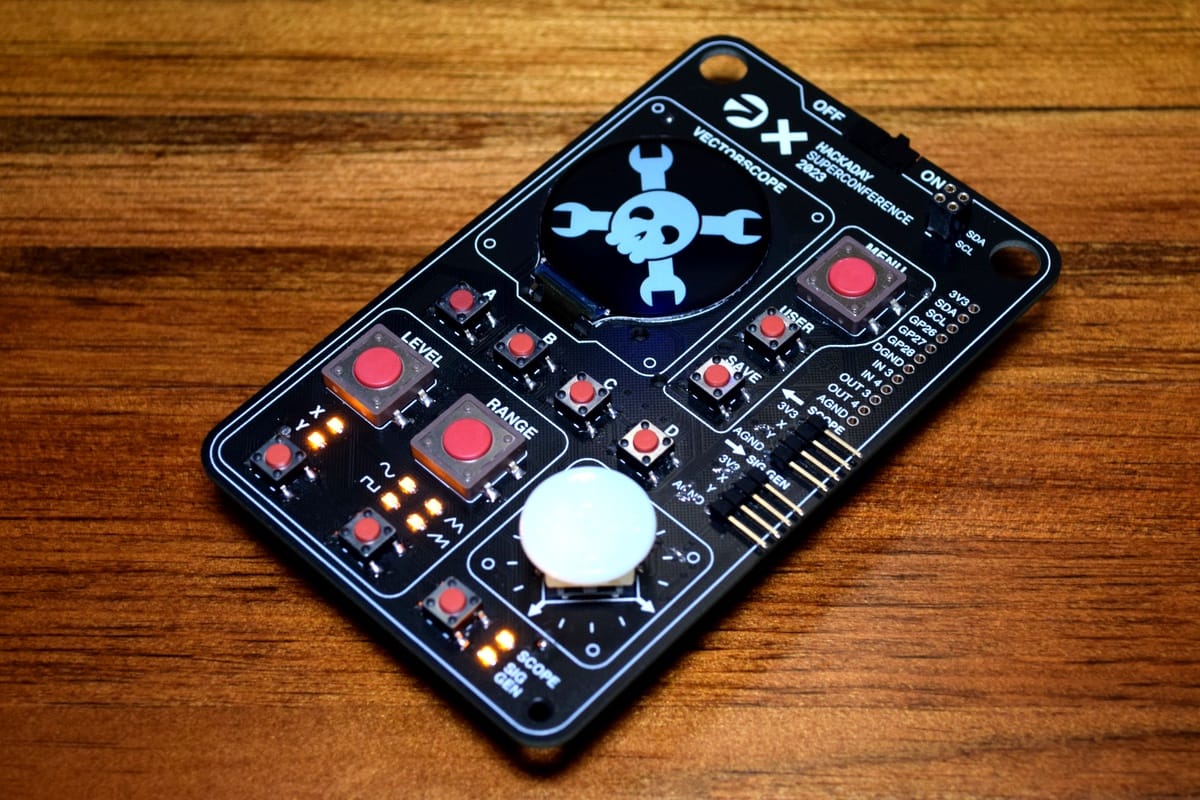 OFF
ON
HACKADAY
SUPERCONFERENCE
2023
VECTORSCOPE
SDA
SCL
MENU
USER
SAVE
3V3
SDA
SCL
GP26
GP27
GP28
DGND
IN 3
IN 4
OUT 3
OUT 4
AGND
SCOPE
3V3
X
Y
AGND
SIG GEN
3V3
X
Y
AGND
A
B
C
D
LEVEL
RANGE
X
Y
SCOPE
SIG
GEN